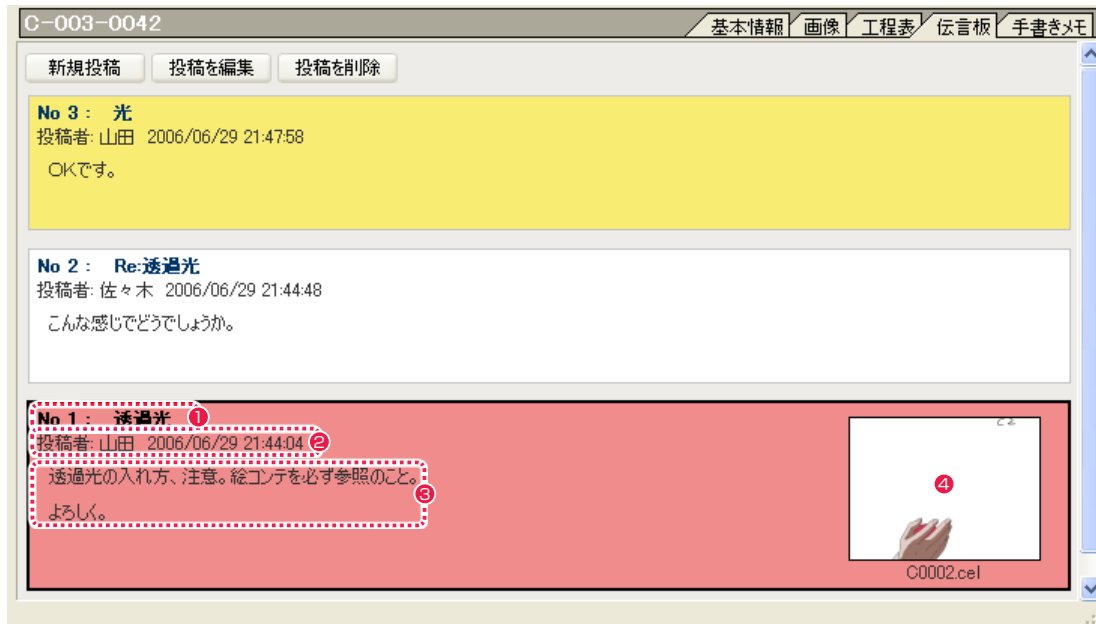 C-003-0042
基本情報 画像 工程表 伝言板 手書きメモ
新規投稿 投稿を編集 投稿を削除
No 3： 光
投稿者: 山田 2006/06/29 21:47:58
OKです。
No 2： Re:透過光
投稿者: 佐々木 2006/06/29 21:44:48
こんな感じでどうでしょうか。
No 1： 透過光 ❶
投稿者: 山田 2006/06/29 21:44:04 ❷
透過光の入れ方、注意。絵コンテを必ず参照のこと。
よろしく。
❸
❹
C0002.cel